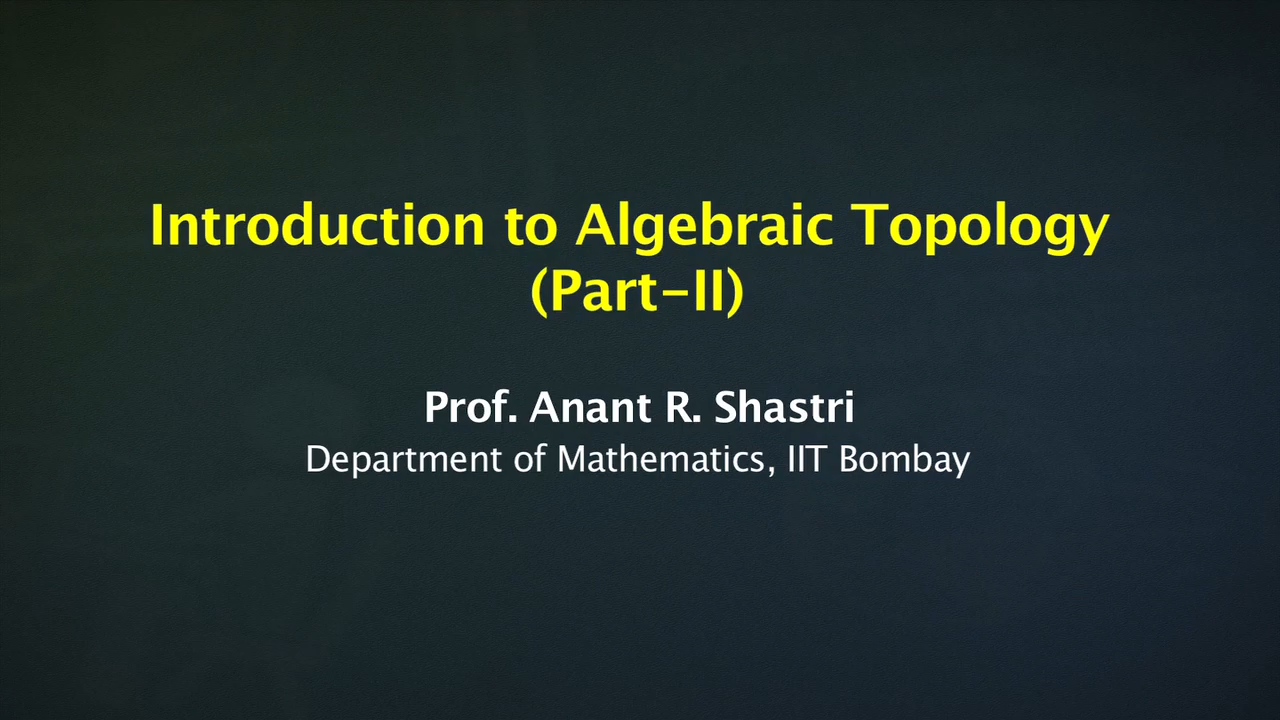 Introduction to Algebraic Topology
(Part–II)
Prof. Anant R. Shastri
Department of Mathematics, IIT Bombay